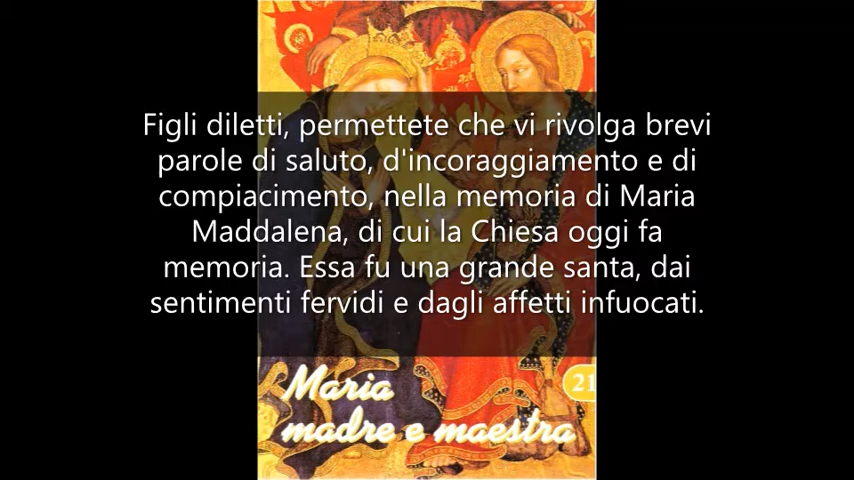 Figli diletti, permettete che vi rivolga brevi
parole di saluto, d'incoraggiamento e di
compiacimento, nella memoria di Maria
Maddalena, di cui la Chiesa oggi fa
memoria. Essa fu una grande santa, dai
sentimenti fervidi e dagli affetti infuocati.
Maria
21
madre e maestra